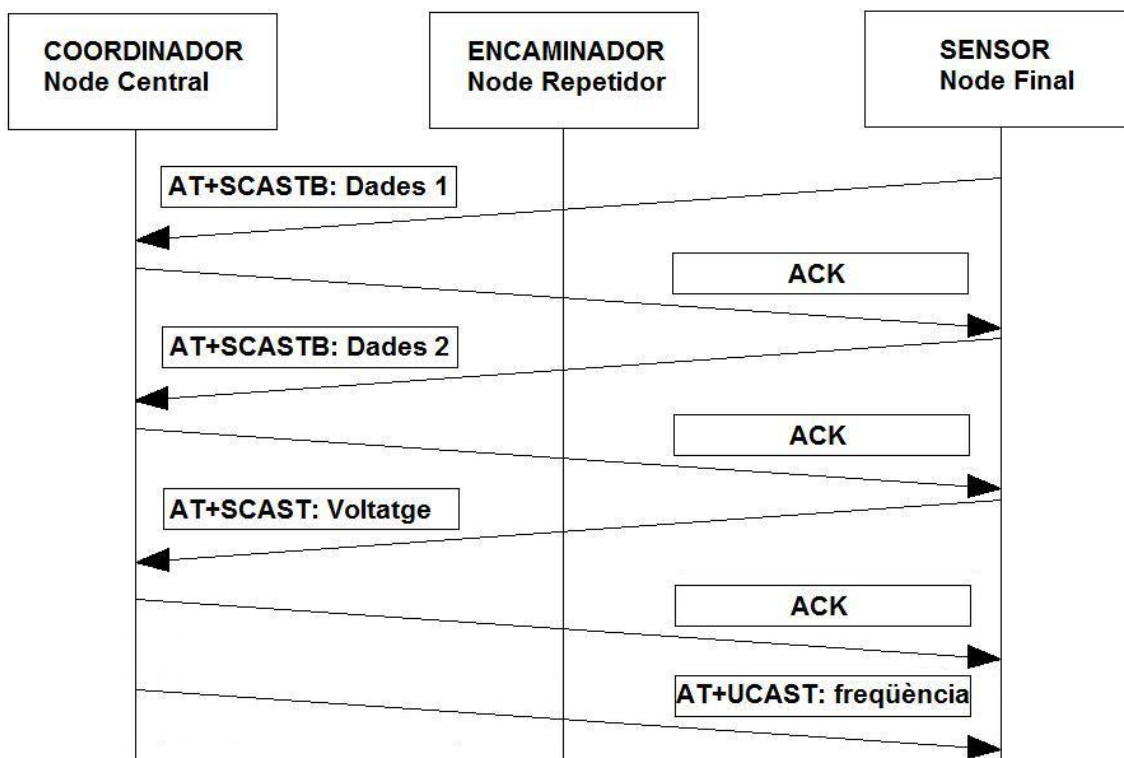 COORDINADOR
Node Central
ENCAMINADOR
Node Repetidor
SENSOR
Node Final
AT+SCASTB: Dades 1
ACK
AT+SCASTB: Dades 2
ACK
AT+SCAST: Voltatge
ACK
AT+UCAST: freqüència